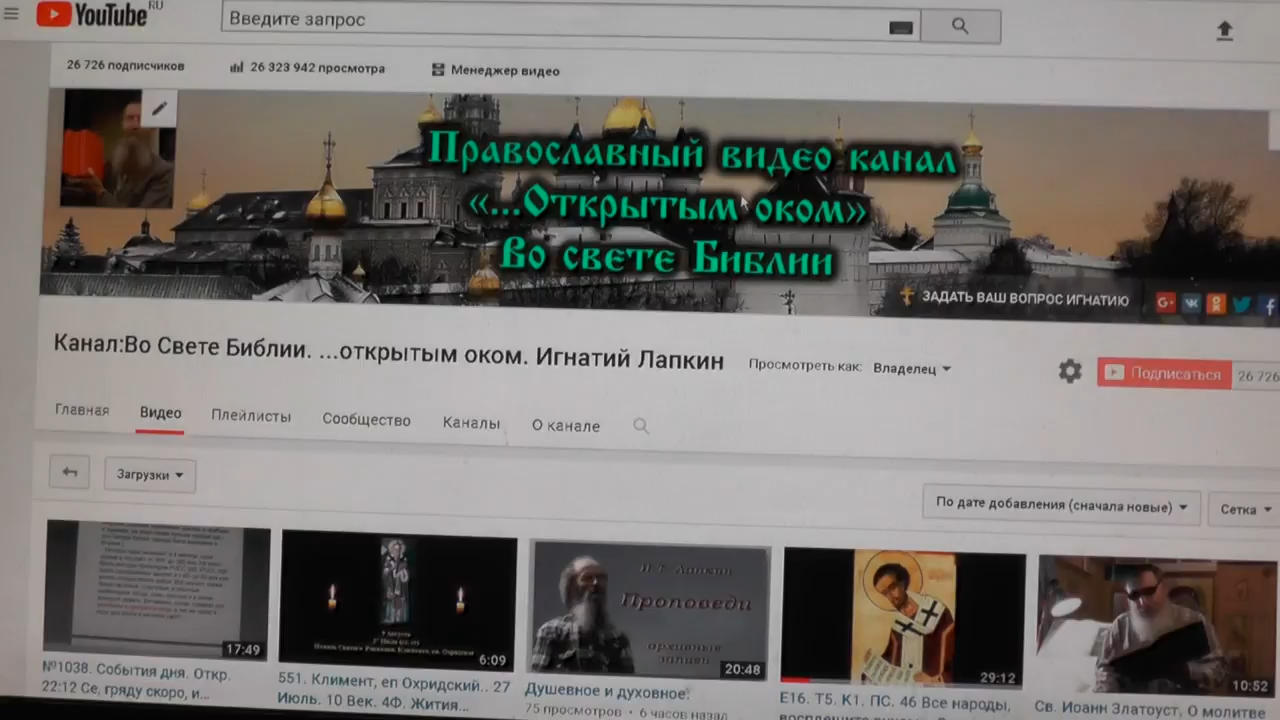 YouTube RU
Введите запрос
26 726 подписчиков
26 323 942 просмотра
Менеджер видео
Православный видео канал
«...Открытым оком»
Во свете Библии
ЗАДАТЬ ВАШ ВОПРОС ИГНАТИЮ
Канал:Во Свете Библии. ...открытым оком. Игнатий Лапкин
Просмотреть как: Владелец
Подписаться 26 726
Главная Видео Плейлисты Сообщество Каналы О канале
Загрузки
По дате добавления (сначала новые)
Сетка
17:49
6:09
И.Т. Лапкин
Проповеди
архивные
записи
20:48
29:12
10:52
№1038. События дня. Откр.
22:12 Се, гряду скоро, и...
551. Климент, еп Охридский.. 27
Июль. 10 Век. 4Ф. Жития...
Душевное и духовное:
75 просмотров • 6 часов назад
Е16. Т5. К1. ПС. 46 Все народы,
Св. Иоанн Златоуст, О молитве